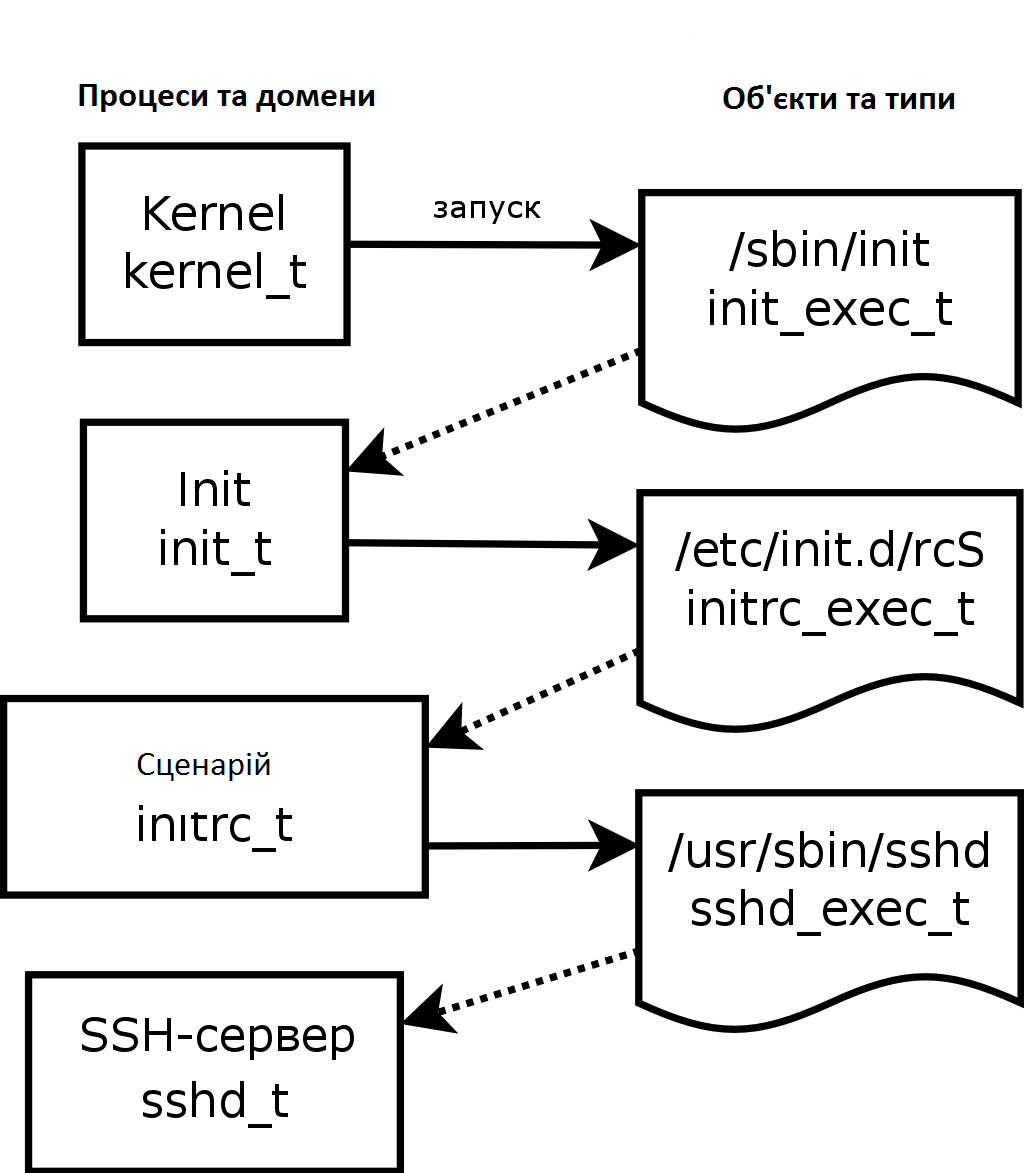 Процеси та домени
Об'єкти та типи
Kernel
kernel_t
запуск
/sbin/init
init_exec_t
Init
init_t
/etc/init.d/rcS
initrc_exec_t
Сценарій
initrc_t
/usr/sbin/sshd
sshd_exec_t
SSH-сервер
sshd_t